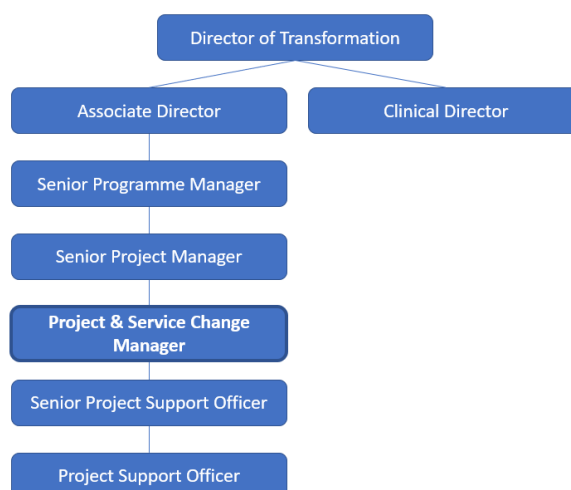 Director of Transformation
Associate Director
Clinical Director
Senior Programme Manager
Senior Project Manager
Project & Service Change
Manager
Senior Project Support Officer
Project Support Officer